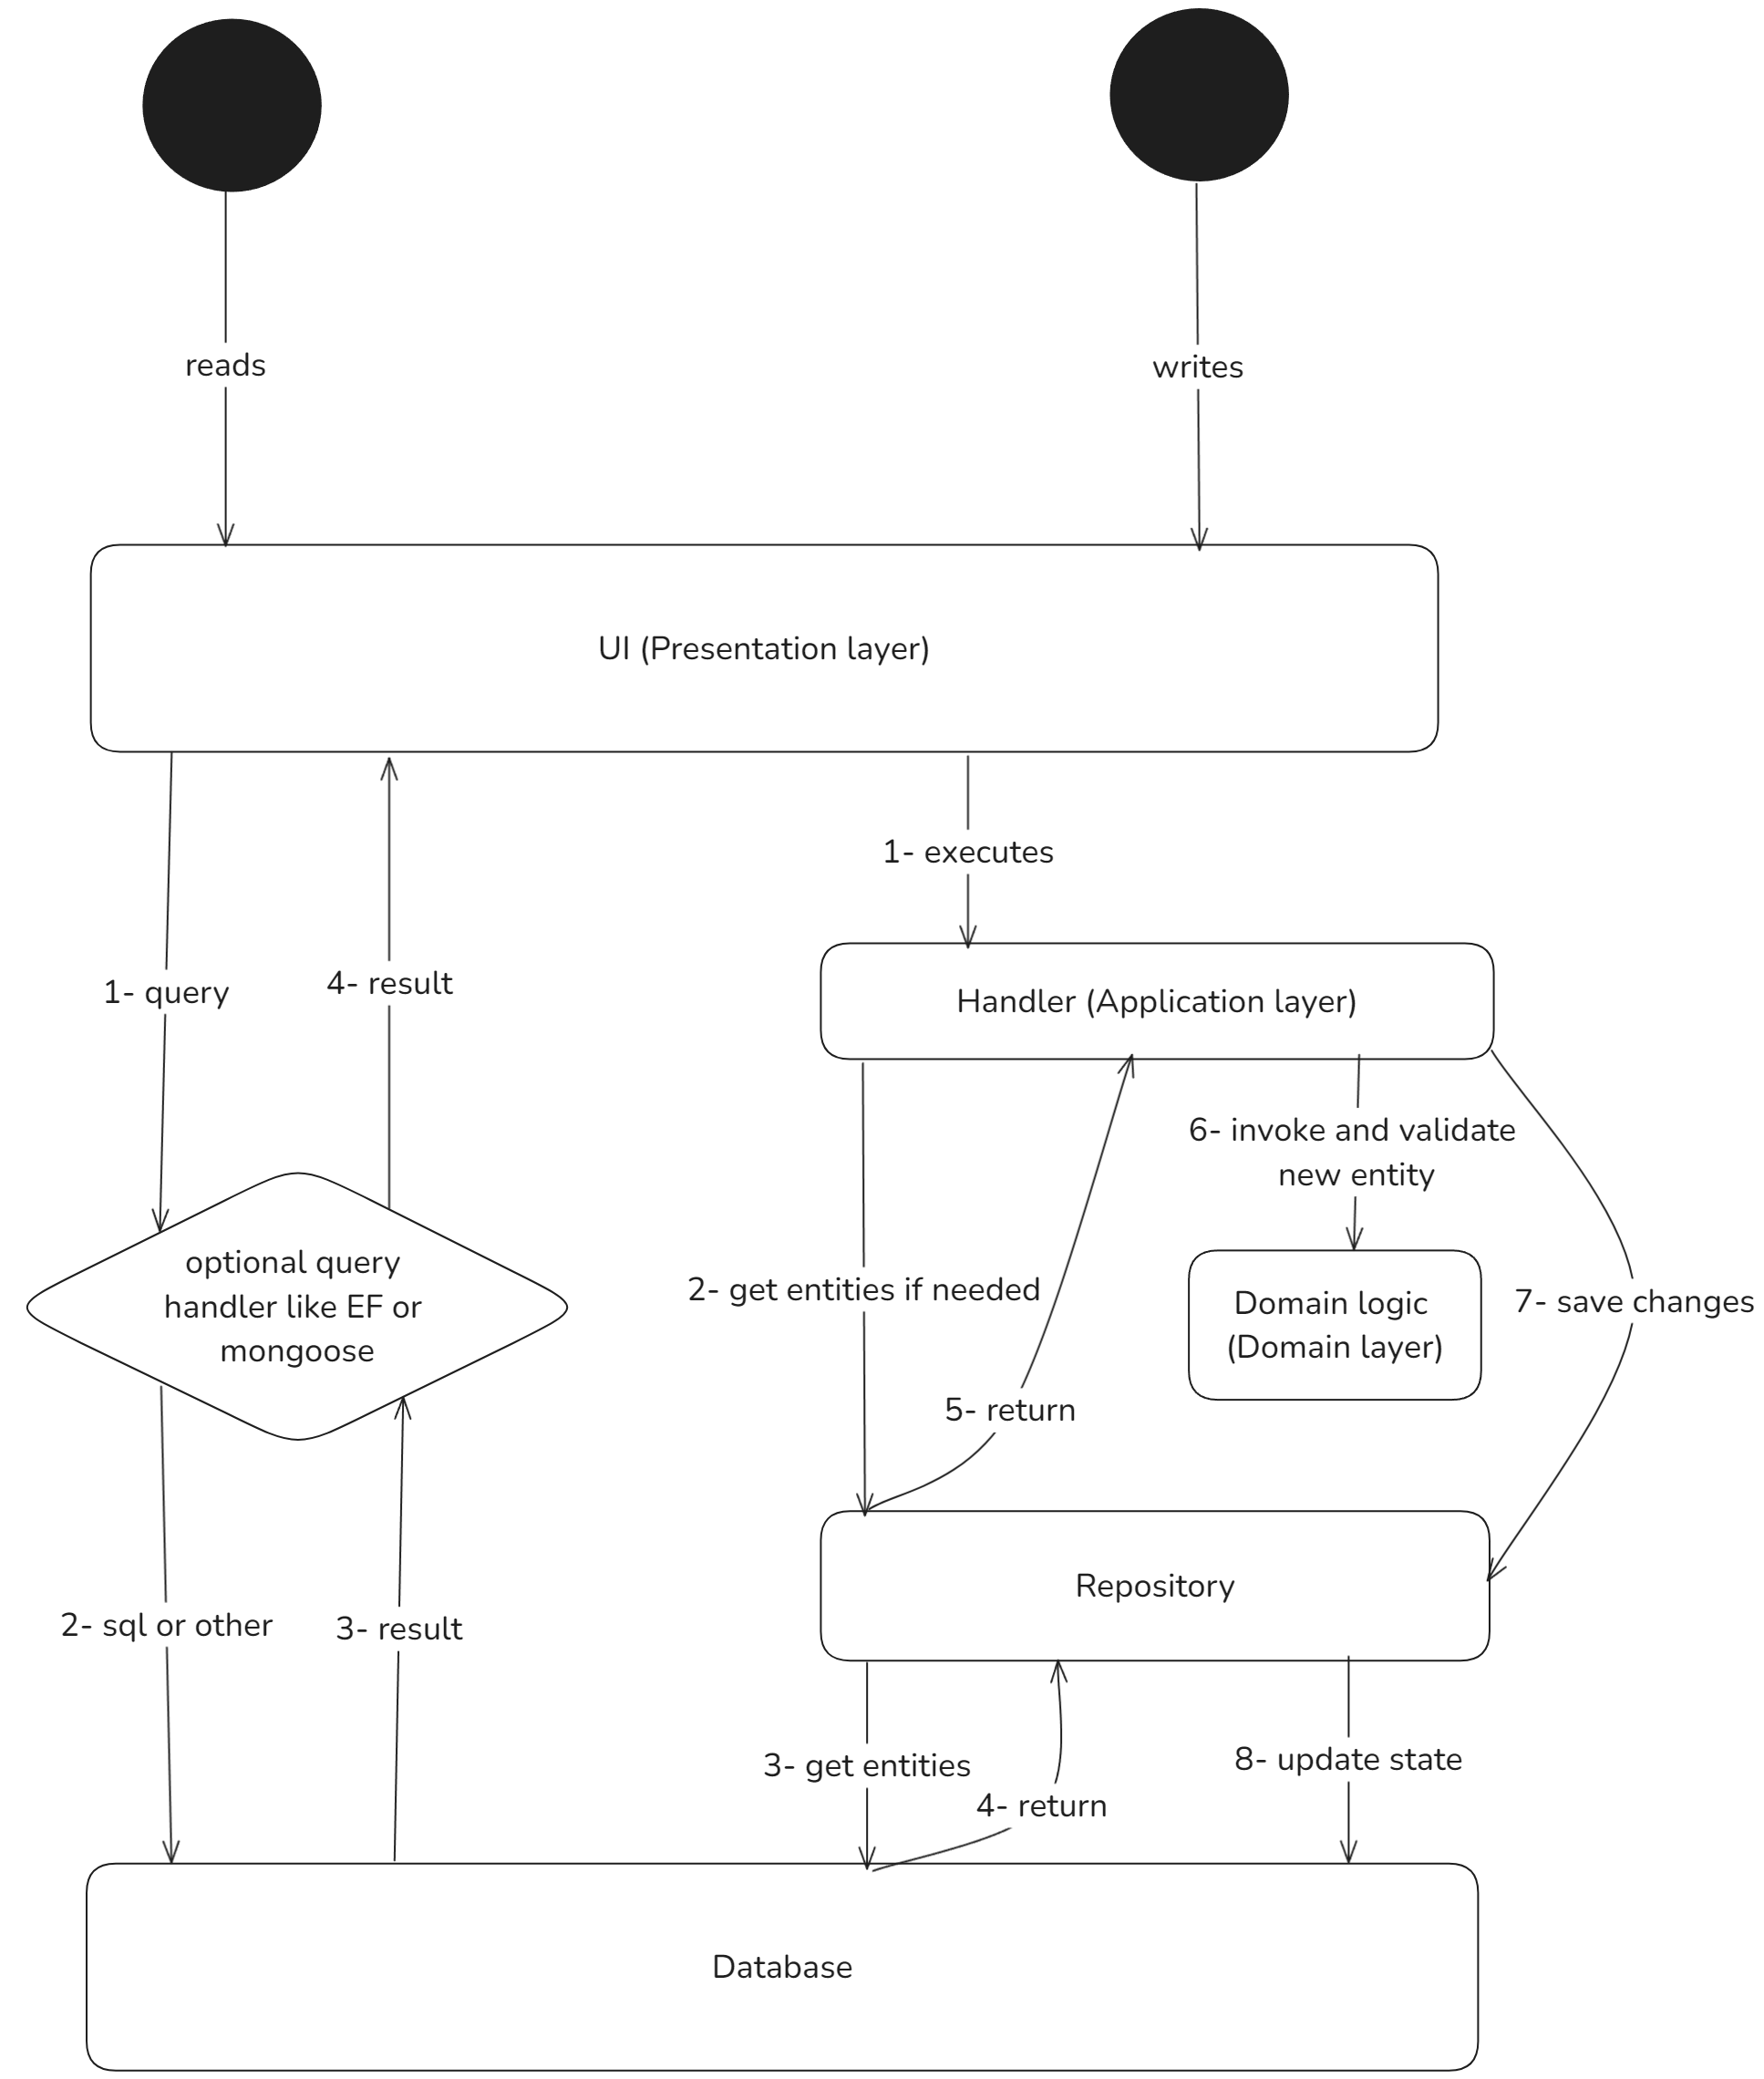 reads
writes
UI (Presentation layer)
1- executes
1- query
4- result
Handler (Application layer)
6- invoke and validate
new entity
optional query
handler like EF or
mongoose
2- get entities if needed
Domain logic
(Domain layer)
7- save changes
5- return
Repository
2- sql or other
3- result
3- get entities
8- update state
4- return
Database